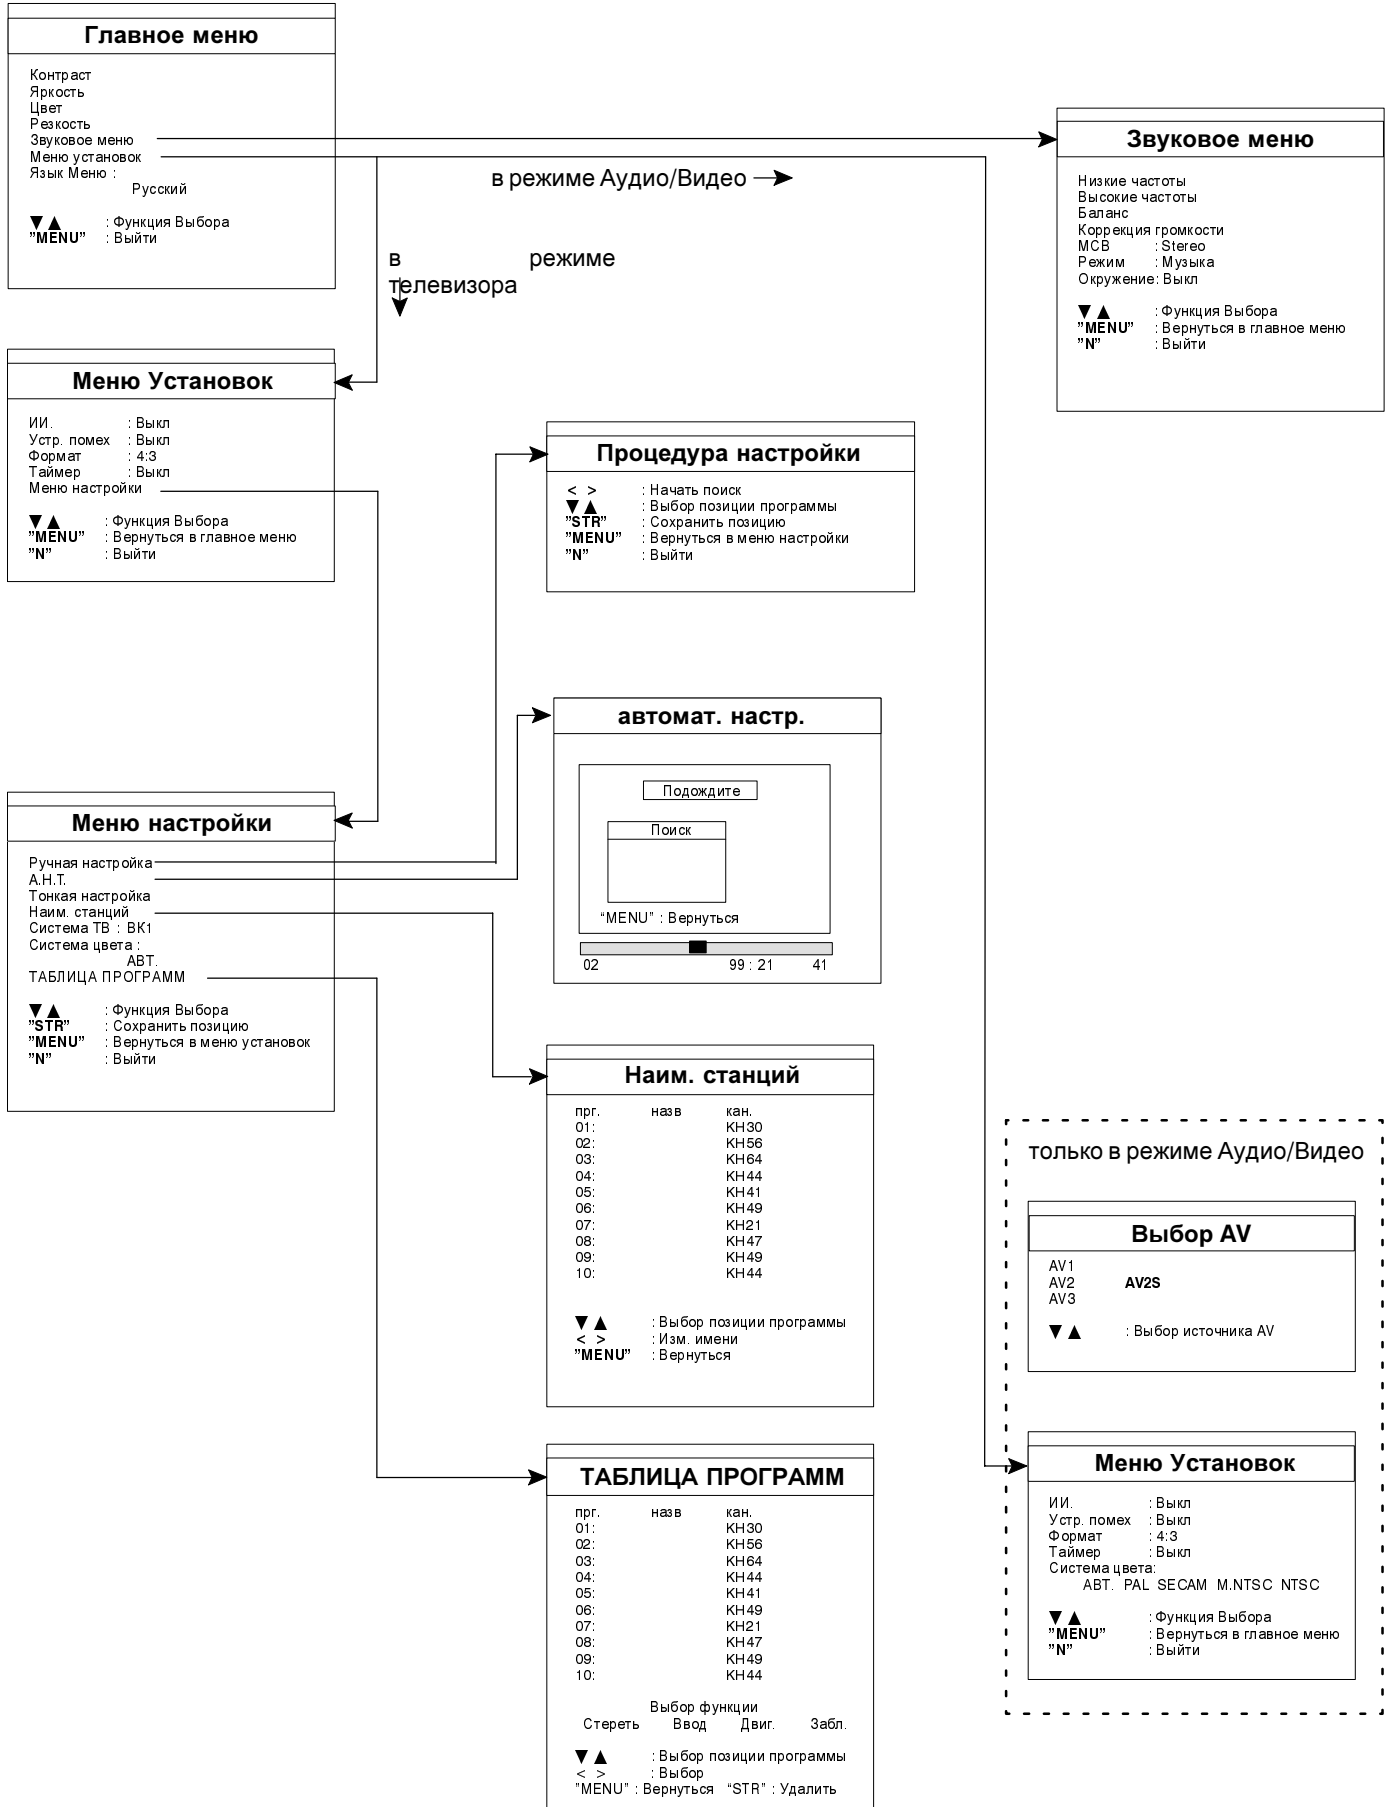 Главное меню
Контраст
Яркость
Цвет
Резкость
Звуковое меню
Меню установок
Язык Меню :
Русский
▼ ▲ : Функция Выбора
"MENU" : Выйти
в режиме Аудио/Видео
в режиме
телевизора
Звуковое меню
Низкие частоты
Высокие частоты
Баланс
Коррекция громкости
МСВ : Stereo
Режим : Музыка
Окружение: Выкл
▼ ▲ : Функция Выбора
"MENU" : Вернуться в главное меню
"N" : Выйти
Меню Установок
ИИ. : Выкл
Устр. помех : Выкл
Формат : 4:3
Таймер : Выкл
Меню настройки
▼ ▲ : Функция Выбора
"MENU" : Вернуться в главное меню
"N" : Выйти
Процедура настройки
< > : Начать поиск
▼ ▲ : Выбор позиции программы
"STR" : Сохранить позицию
"MENU" : Вернуться в меню настройки
"N" : Выйти
автомат. настр.
Подождите
Поиск
“MENU” : Вернуться
02 99 : 21 41
Меню настройки
Ручная настройка
А.Н.Т.
Тонкая настройка
Наим. станций
Система ТВ : ВК1
Система цвета :
АВТ.
ТАБЛИЦА ПРОГРАММ
▼ ▲ : Функция Выбора
"STR" : Сохранить позицию
"MENU" : Вернуться в меню установок
"N" : Выйти
Наим. станций
прг. назв кан.
01: КН30
02: КН56
03: КН64
04: КН44
05: КН41
06: КН49
07: КН21
08: КН47
09: КН49
10: КН44
▼ ▲ : Выбор позиции программы
< > : Изм. имени
"MENU" : Вернуться
ТАБЛИЦА ПРОГРАММ
прг. назв кан.
01: КН30
02: КН56
03: КН64
04: КН44
05: КН41
06: КН49
07: КН21
08: КН47
09: КН49
10: КН44
Выбор функции
Стереть Ввод Двиг. Забл.
▼ ▲ : Выбор позиции программы
< > : Выбор
"MENU" : Вернуться “STR” : Удалить
только в режиме Аудио/Видео
Выбор AV
AV1
AV2 AV2S
AV3
▼ ▲ : Выбор источника AV
Меню Установок
ИИ. : Выкл
Устр. помех : Выкл
Формат : 4:3
Таймер : Выкл
Система цвета:
АВТ. PAL SECAM M.NTSC NTSC
▼ ▲ : Функция Выбора
"MENU" : Вернуться в главное меню
"N" : Выйти